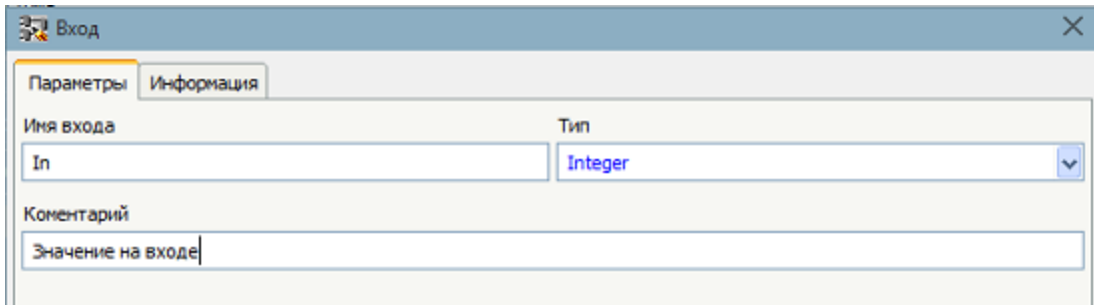 Вход
Параметры Информация
Имя входа Тип
In Integer
Коментарий
Значение на входе